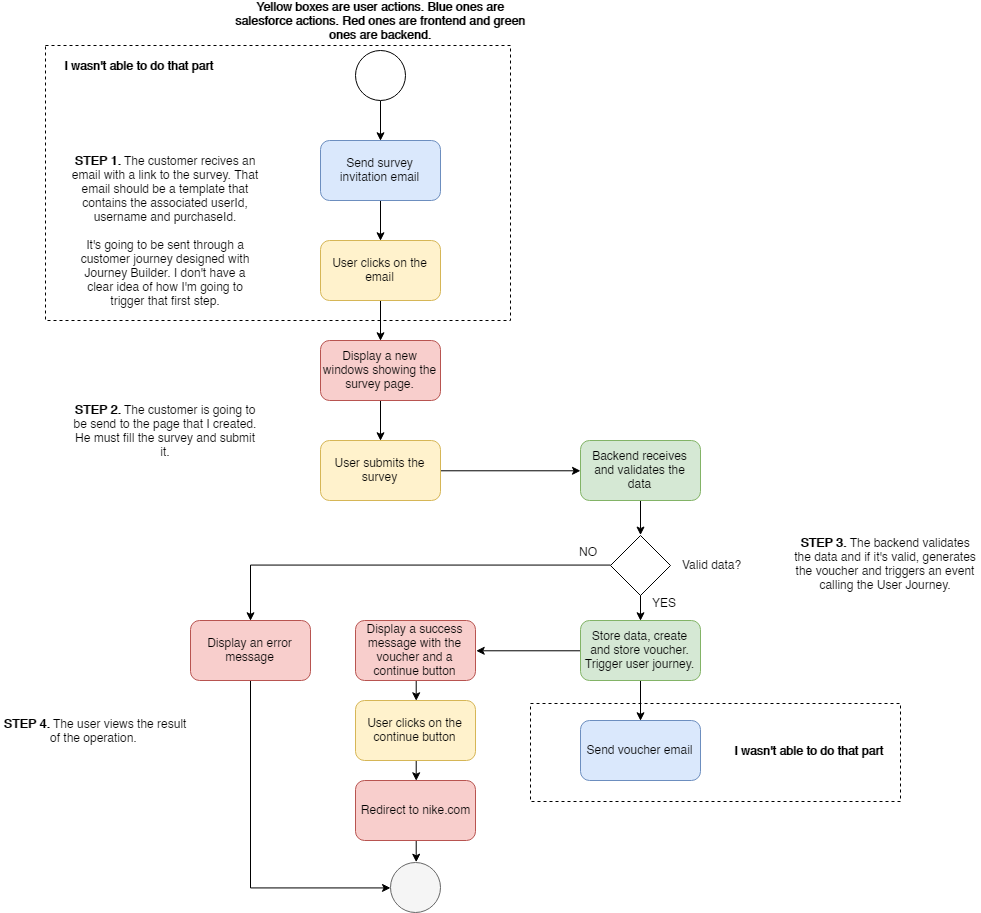 Yellow boxes are user actions. Blue ones are
salesforce actions. Red ones are frontend and green
ones are backend.
I wasn't able to do that part
STEP 1. The customer recives an
email with a link to the survey. That
email should be a template that
contains the associated userId,
username and purchaseId.
It's going to be sent through a
customer journey designed with
Journey Builder. I don't have a
clear idea of how I'm going to
trigger that first step.
Send survey
invitation email
User clicks on the
email
Display a new
windows showing the
survey page.
STEP 2. The customer is going to
be send to the page that I created.
He must fill the survey and submit
it.
User submits the
survey
Backend receives
and validates the
data
NO
Valid data?
YES
STEP 3. The backend validates
the data and if it's valid, generates
the voucher and triggers an event
calling the User Journey.
Display an error
message
Display a success
message with the
voucher and a
continue button
Store data, create
and store voucher.
Trigger user journey.
STEP 4. The user views the result
of the operation.
User clicks on the
continue button
Send voucher email
I wasn't able to do that part
Redirect to nike.com